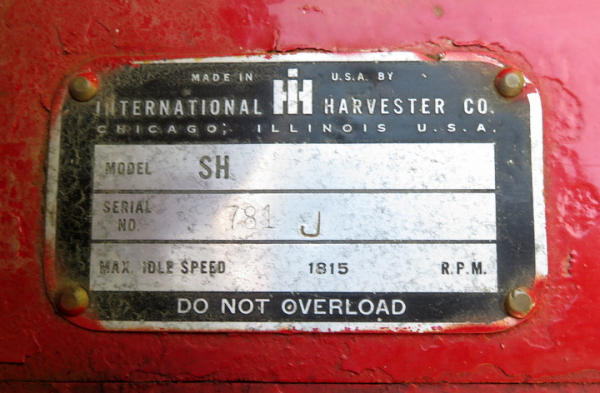 MADE IN U.S.A. BY
INTERNATIONAL IH HARVESTER CO.
CHICAGO, ILLINOIS U.S.A.
MODEL SH
SERIAL NO. 781 J
MAX. IDLE SPEED 1815 R.P.M.
DO NOT OVERLOAD